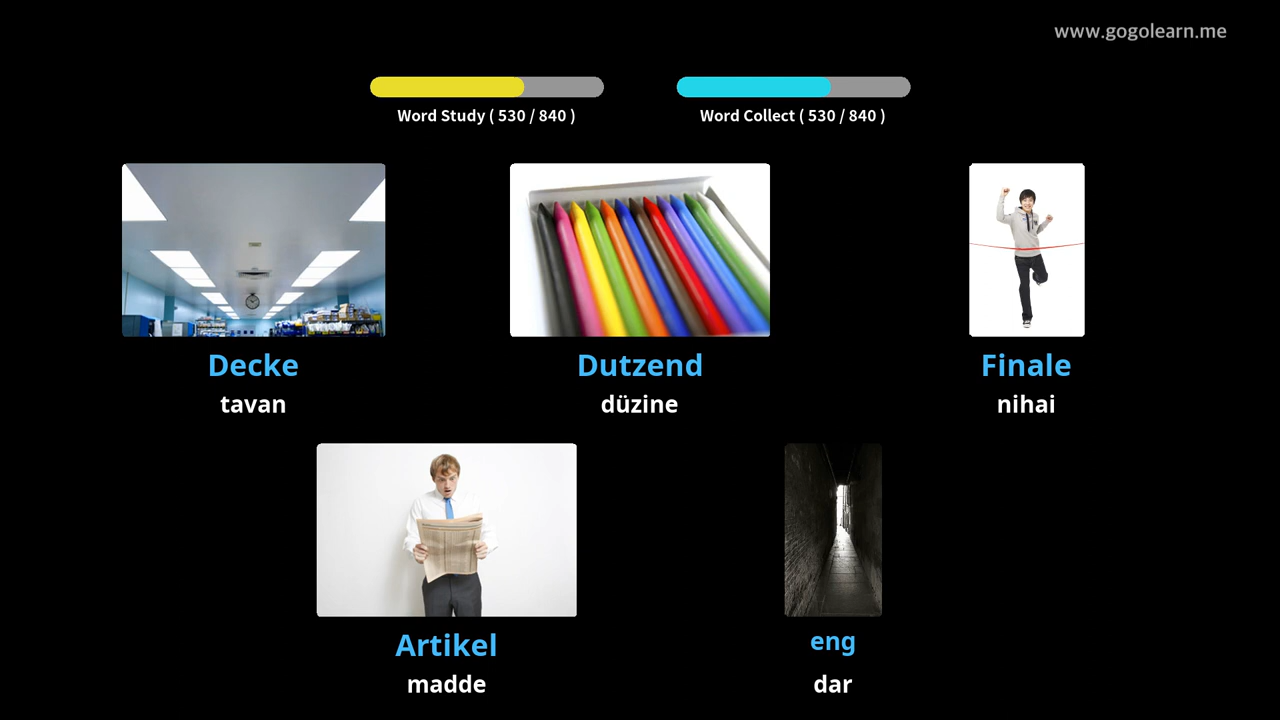 www.gogolearn.me
Word Study ( 530 / 840 )
Word Collect ( 530 / 840 )
Decke
tavan
Dutzend
düzine
Finale
nihai
Artikel
madde
eng
dar